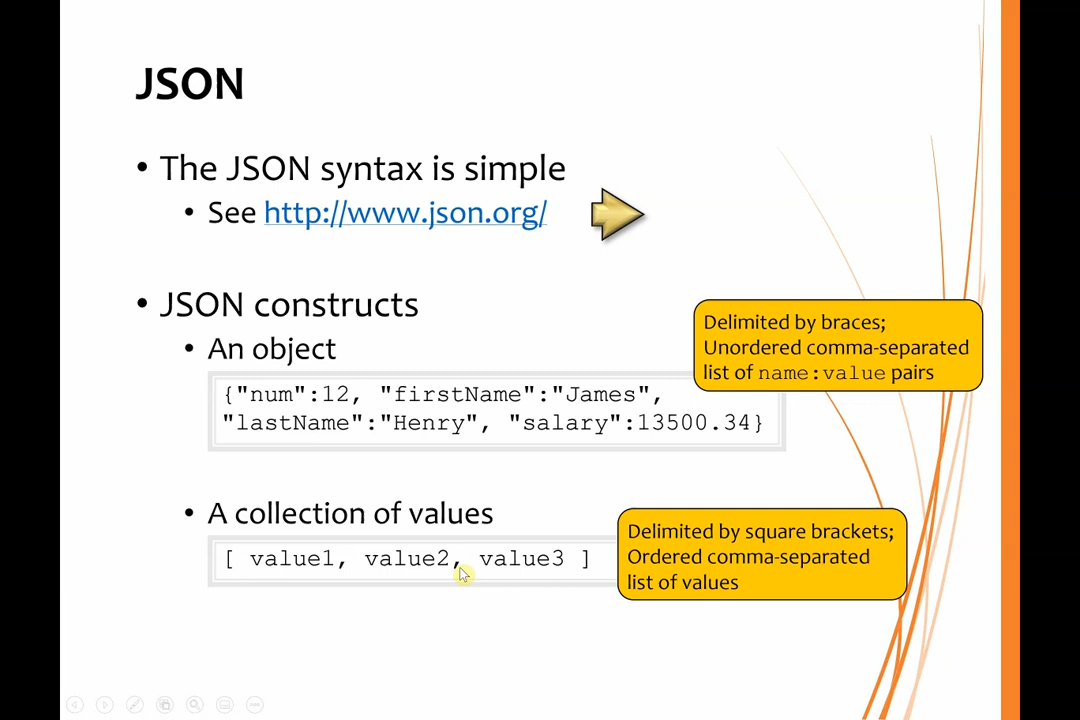 JSON
• The JSON syntax is simple
• See http://www.json.org/
• JSON constructs
• An object
Delimited by braces;
Unordered comma-separated
list of name:value pairs
{"num":12, "firstName":"James",
"lastName":"Henry", "salary":13500.34}
• A collection of values
[ value1, value2, value3 ]
Delimited by square brackets;
Ordered comma-separated
list of values